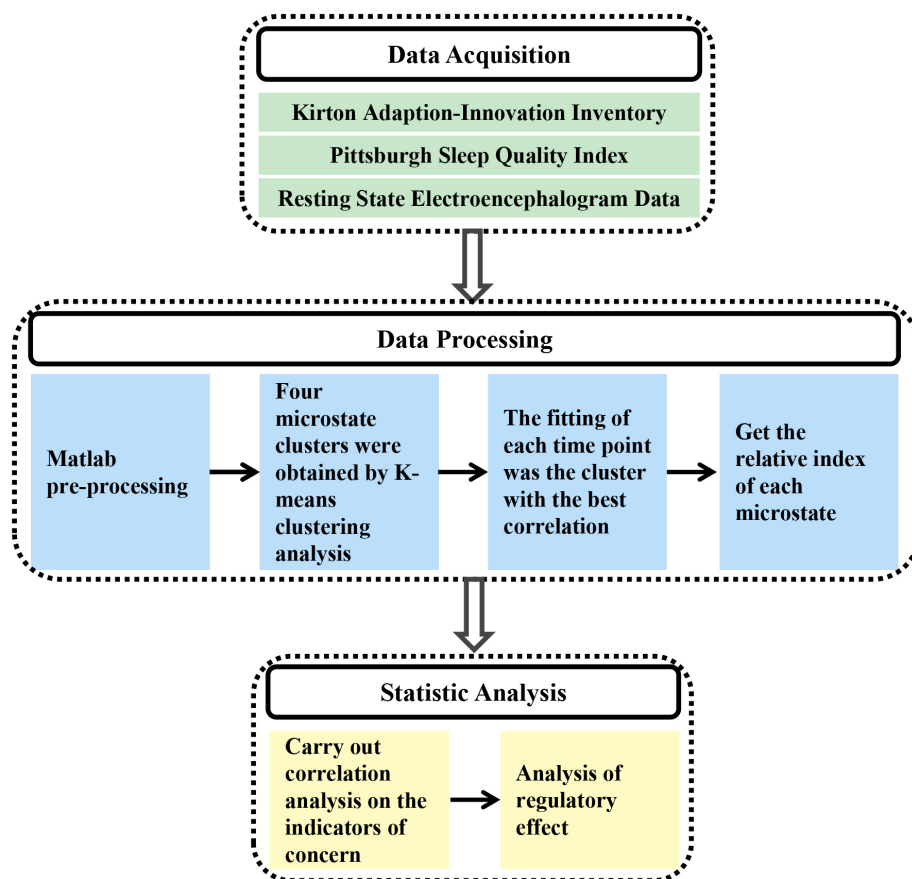 Data Acquisition
Kirton Adaption-Innovation Inventory
Pittsburgh Sleep Quality Index
Resting State Electroencephalogram Data
Data Processing
Matlab
pre-processing
Four
microstate
clusters were
obtained by K-
means
clustering
analysis
The fitting of
each time point
was the cluster
with the best
correlation
Get the
relative index
of each
microstate
Statistic Analysis
Carry out
correlation
analysis on the
indicators of
concern
Analysis of
regulatory
effect